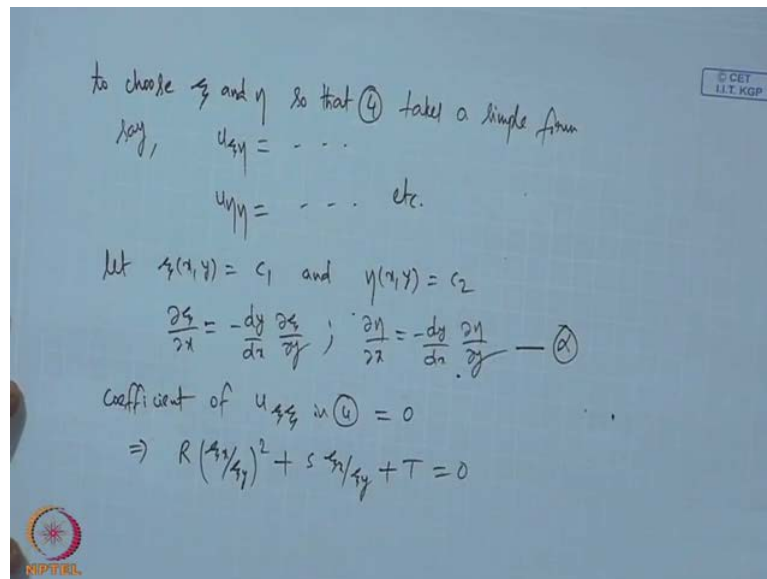 © CET
I.I.T. KGP
to choose ξ and η so that ④ takes a simple form
say, u_ξη = - - - -
u_ηη = - - - - etc.
let ξ(x,y) = c₁ and η(x,y) = c₂
∂ξ/∂x = -dy/dx ∂ξ/∂y ; ∂η/∂x = -dy/dx ∂η/∂y — ⓐ
coefficient of u_ξξ in ④ = 0
⇒ R(ξx/ξy)² + S ξx/ξy + T = 0
NPTEL